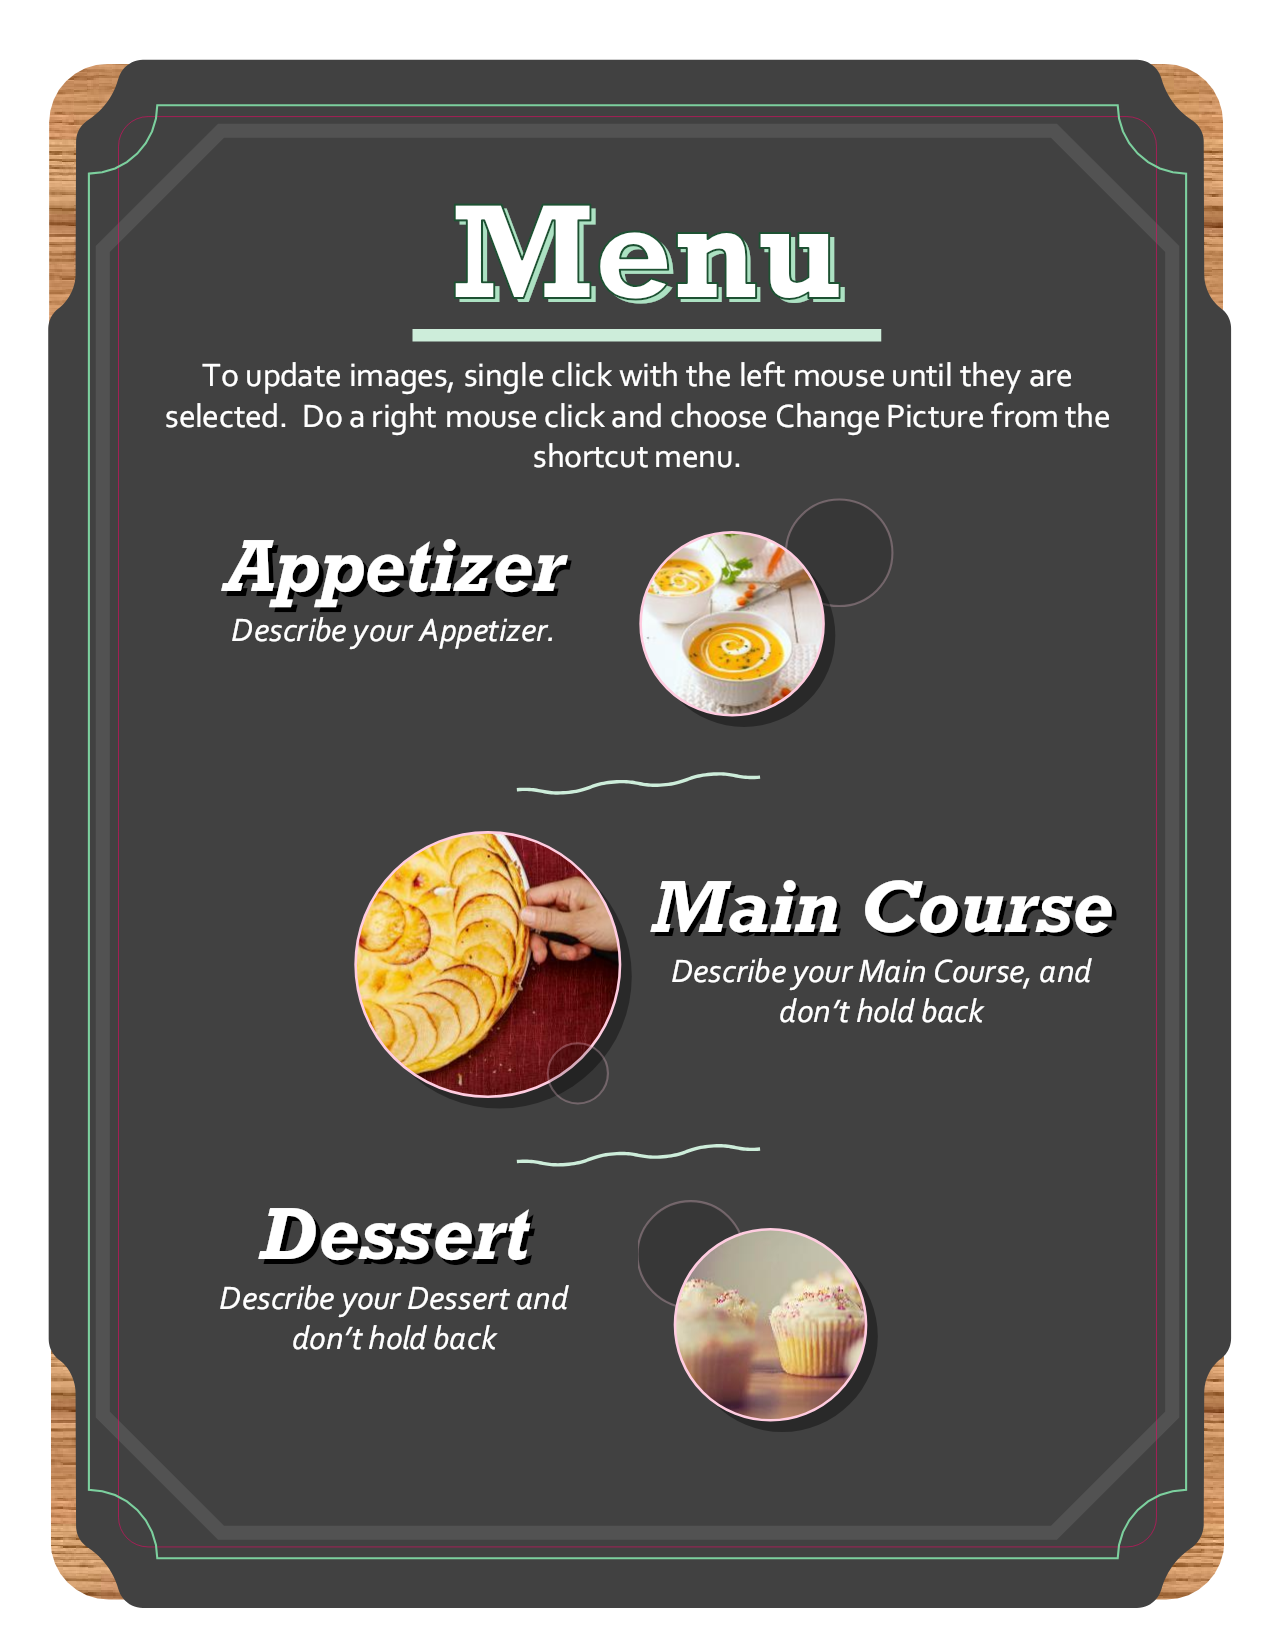 Menu
To update images, single click with the left mouse until they are
selected.  Do a right mouse click and choose Change Picture from the
shortcut menu.
Appetizer
Describe your Appetizer.
Main Course
Describe your Main Course, and
don’t hold back
Dessert
Describe your Dessert and
don’t hold back